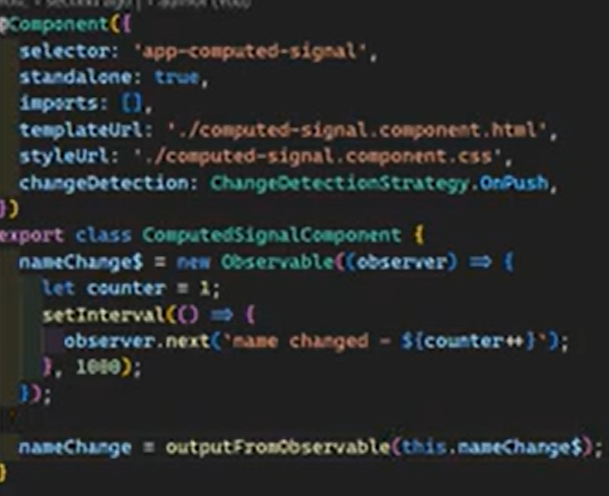 @Component({
selector: 'app-computed-signal',
standalone: true,
imports: [],
templateUrl: './computed-signal.component.html',
styleUrl: './computed-signal.component.css',
changeDetection: ChangeDetectionStrategy.OnPush,
})
export class ComputedSignalComponent {
nameChange$ = new Observable((observer) => {
let counter = 1;
setInterval(() => {
observer.next(`name changed - ${counter++}`);
}, 1000);
});
nameChange = outputFromObservable(this.nameChange$);
}